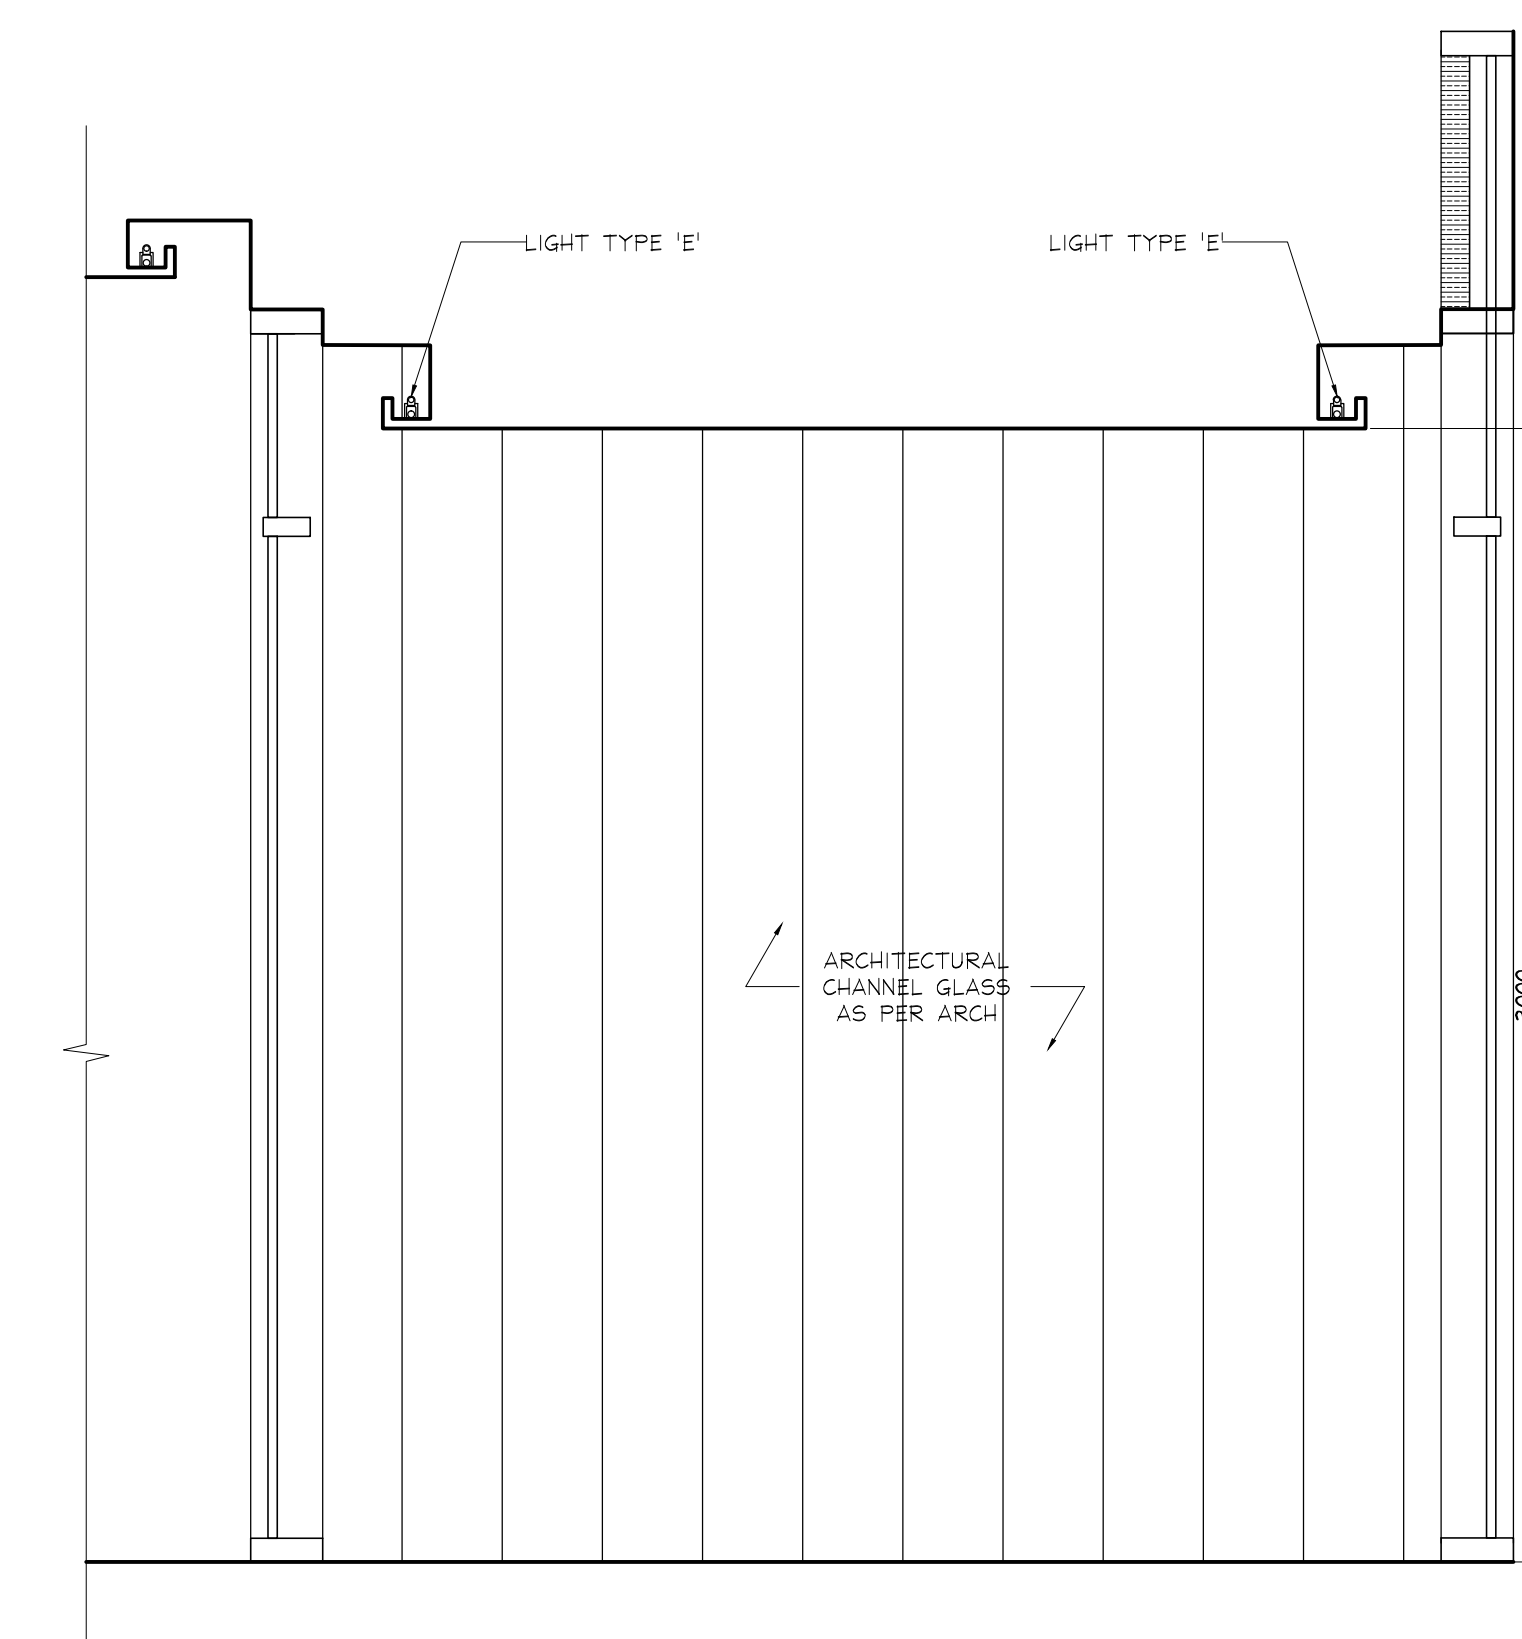 LIGHT TYPE 'E'
LIGHT TYPE 'E'
ARCHITECTURAL
CHANNEL GLASS
AS PER ARCH